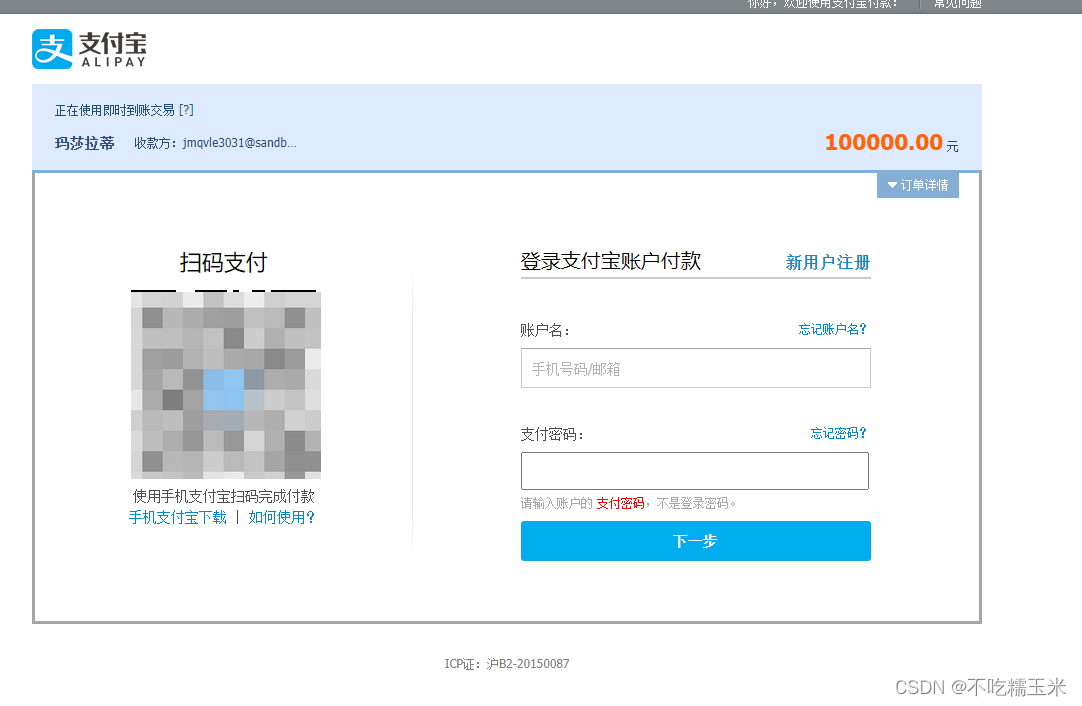 你好，欢迎使用支付宝付款！ 常见问题
支付宝
ALIPAY
正在使用即时到账交易 [?]
玛莎拉蒂 收款方：jmqvle3031@sandb...
100000.00 元
订单详情
扫码支付
使用手机支付宝扫码完成付款
手机支付宝下载 | 如何使用?
登录支付宝账户付款 新用户注册
账户名： 忘记账户名?
手机号码/邮箱
支付密码： 忘记密码?
请输入账户的 支付密码，不是登录密码。
下一步
ICP证：沪B2-20150087
CSDN @不吃糯玉米